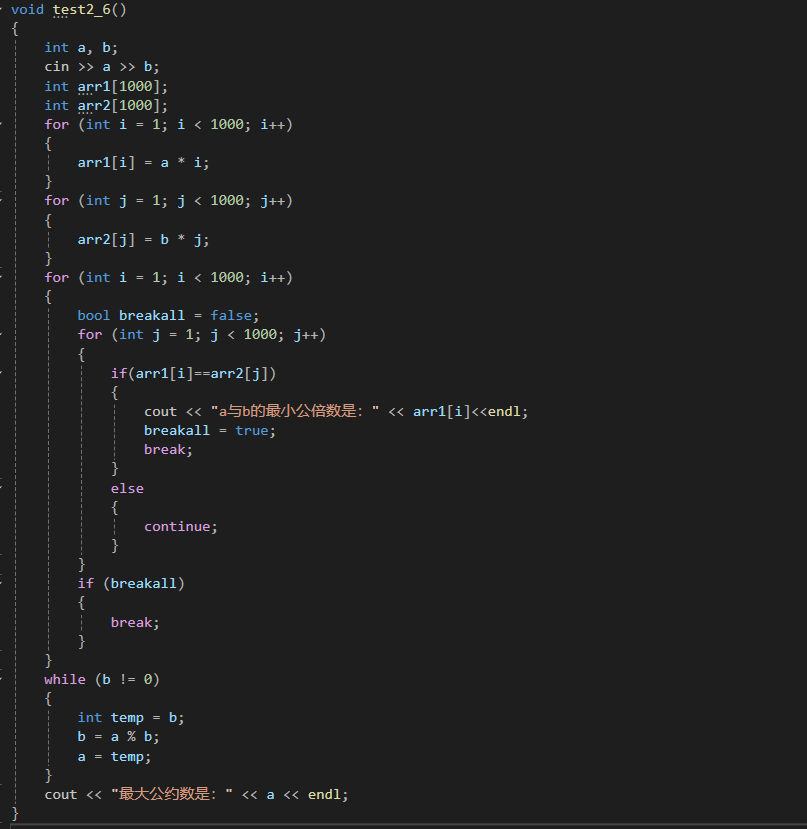 void test2_6()
{
    int a, b;
    cin >> a >> b;
    int arr1[1000];
    int arr2[1000];
    for (int i = 1; i < 1000; i++)
    {
        arr1[i] = a * i;
    }
    for (int j = 1; j < 1000; j++)
    {
        arr2[j] = b * j;
    }
    for (int i = 1; i < 1000; i++)
    {
        bool breakall = false;
        for (int j = 1; j < 1000; j++)
        {
            if(arr1[i]==arr2[j])
            {
                cout << "a与b的最小公倍数是：" << arr1[i]<<endl;
                breakall = true;
                break;
            }
            else
            {
                continue;
            }
        }
        if (breakall)
        {
            break;
        }
    }
    while (b != 0)
    {
        int temp = b;
        b = a % b;
        a = temp;
    }
    cout << "最大公约数是：" << a << endl;
}